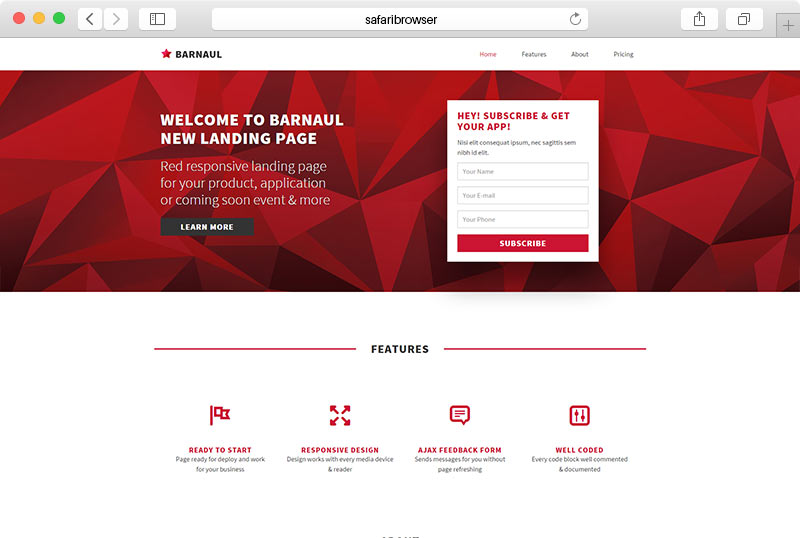 safaribrowser
BARNAUL
Home Features About Pricing
WELCOME TO BARNAUL
NEW LANDING PAGE
Red responsive landing page
for your product, application
or coming soon event & more
LEARN MORE
HEY! SUBSCRIBE & GET
YOUR APP!
Nisi elit consequat ipsum, nec sagittis sem
nibh id elit.
Your Name
Your E-mail
Your Phone
SUBSCRIBE
FEATURES
READY TO START
Page ready for deploy and work
for your business
RESPONSIVE DESIGN
Design works with every media device
& reader
AJAX FEEDBACK FORM
Sends messages for you without
page refreshing
WELL CODED
Every code block well commented
& documented